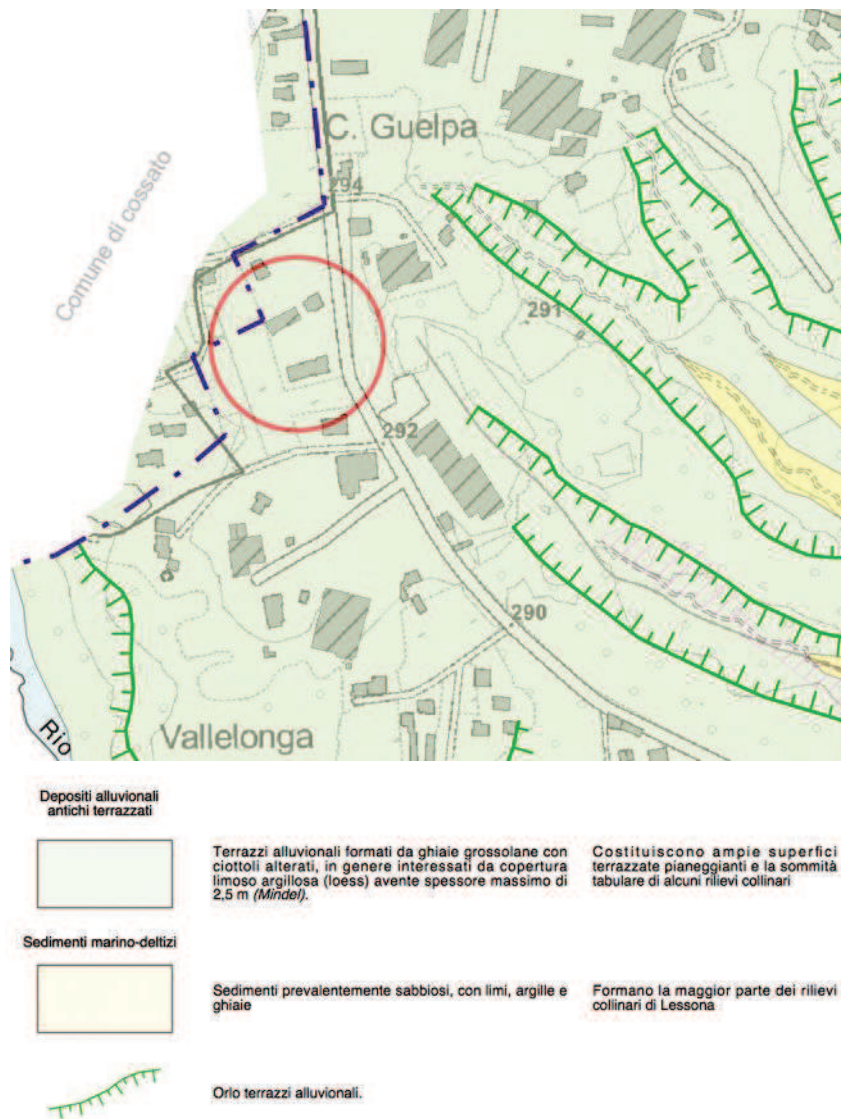 C. Guelpa
294
Comune di cossato
291
292
290
Rio
Vallelonga
Depositi alluvionali
antichi terrazzati
Terrazzi alluvionali formati da ghiaie grossolane con
ciottoli alterati, in genere interessati da copertura
limoso argillosa (loess) avente spessore massimo di
2,5 m (Mindel).
Costituiscono ampie superfici
terrazzate pianeggianti e la sommità
tabulare di alcuni rilievi collinari
Sedimenti marino-deltizi
Sedimenti prevalentemente sabbiosi, con limi, argille e
ghiaie
Formano la maggior parte dei rilievi
collinari di Lessona
Orlo terrazzi alluvionali.